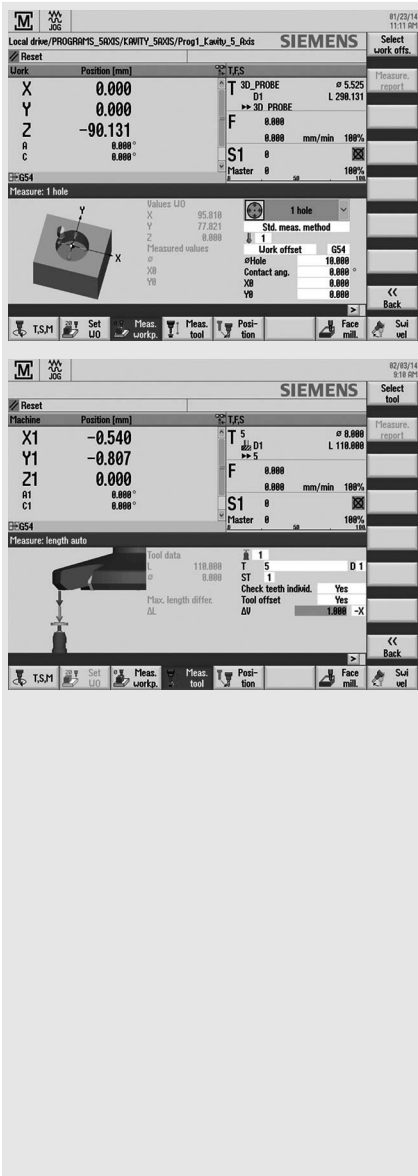 M JOG
01/23/14
11:11 AM
Local drive/PROGRAMS_5AXIS/KAVITY_5AXIS/Prog1_Kavity_5_Axis
SIEMENS
Select work offs.
Reset
Work Position [mm] T,F,S
Measure. report
X 0.000
T 3D_PROBE ø 5.525
D1 L 290.131
▶▶ 3D_PROBE
Y 0.000
Z -90.131
F 0.000
0.000 mm/min 100%
A 0.000°
C 0.000°
S1 0
Master 0 100%
G54
0 50 100
Measure: 1 hole
Values WO
X 95.810
Y 77.821
Z 0.000
Measured values
ø
X0
Y0
Y
X
1 hole
Std. meas. method
1
Work offset G54
øHole 10.000
Contact ang. 0.000 °
X0 0.000
Y0 0.000
>
<<
Back
T,S,M
Set WO
Meas. workp.
Meas. tool
Posi- tion
Face mill.
Swi vel
M JOG
02/03/14
9:10 AM
SIEMENS
Select tool
Reset
Machine Position [mm] T,F,S
Measure. report
X1 -0.540
T 5 ø 8.000
D1 L 110.000
▶▶ 5
Y1 -0.807
Z1 0.000
F 0.000
0.000 mm/min 100%
A1 0.000°
C1 0.000°
S1 0
Master 0 100%
G54
0 50 100
Measure: length auto
Tool data
L 110.000
ø 8.000
Max. length differ.
ΔL
1
T 5 D 1
ST 1
Check teeth individ. Yes
Tool offset Yes
ΔV 1.000 -X
>
<<
Back
T,S,M
Set WO
Meas. workp.
Meas. tool
Posi- tion
Face mill.
Swi vel